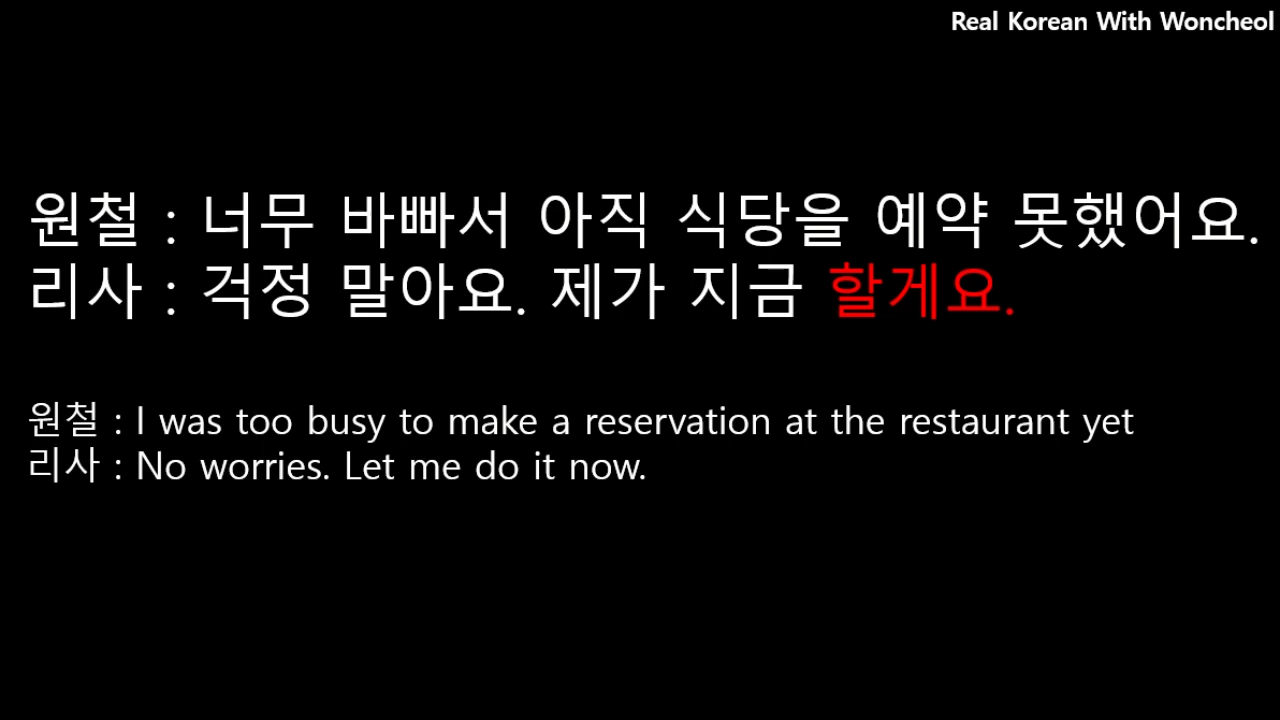 Real Korean With Woncheol
원철 : 너무 바빠서 아직 식당을 예약 못했어요.
리사 : 걱정 말아요. 제가 지금 할게요.
원철 : I was too busy to make a reservation at the restaurant yet
리사 : No worries. Let me do it now.